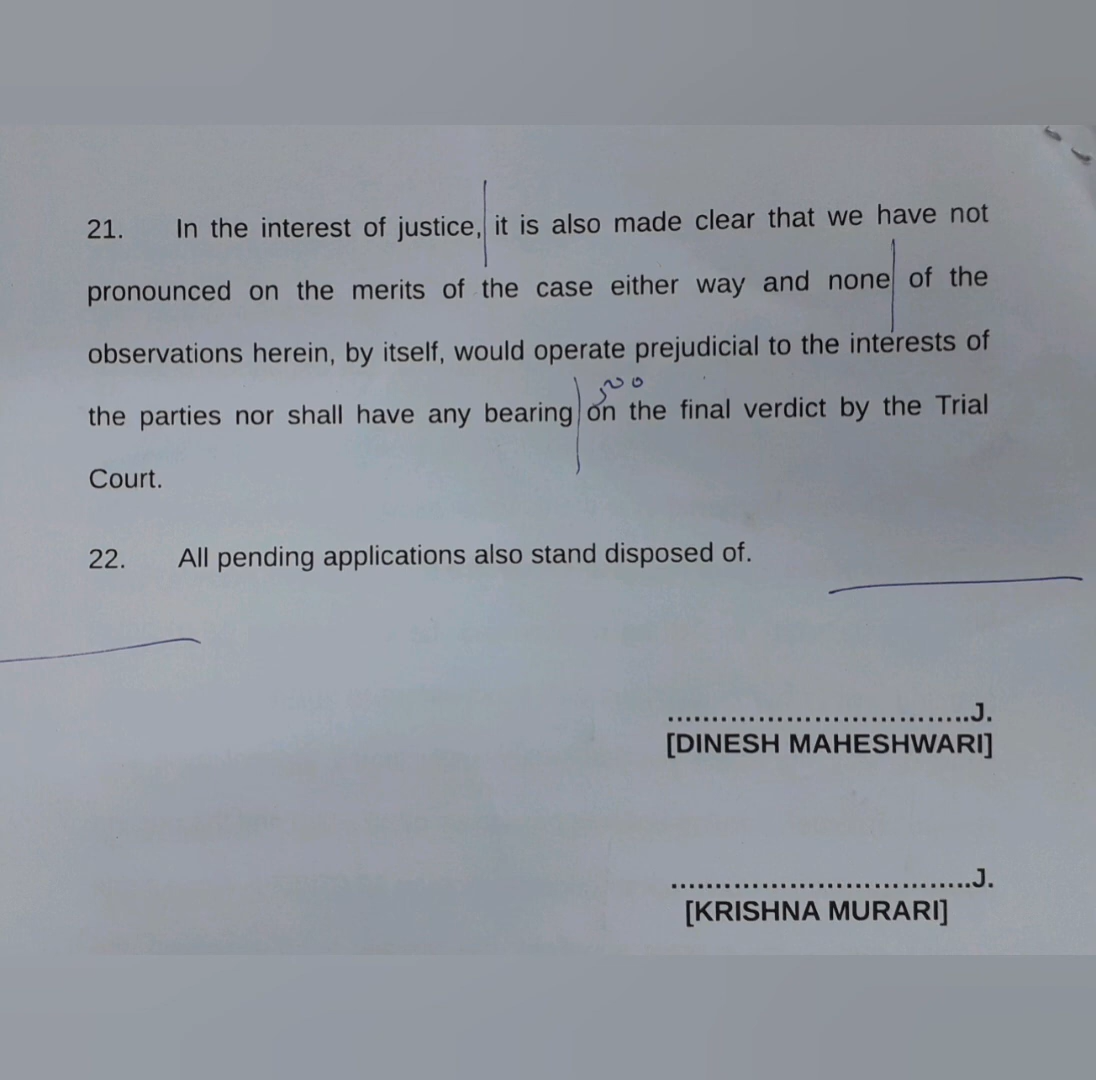 21. In the interest of justice, it is also made clear that we have not
pronounced on the merits of the case either way and none of the
observations herein, by itself, would operate prejudicial to the interests of
the parties nor shall have any bearing on the final verdict by the Trial
Court.
22. All pending applications also stand disposed of.
....................................J.
[DINESH MAHESHWARI]
....................................J.
[KRISHNA MURARI]